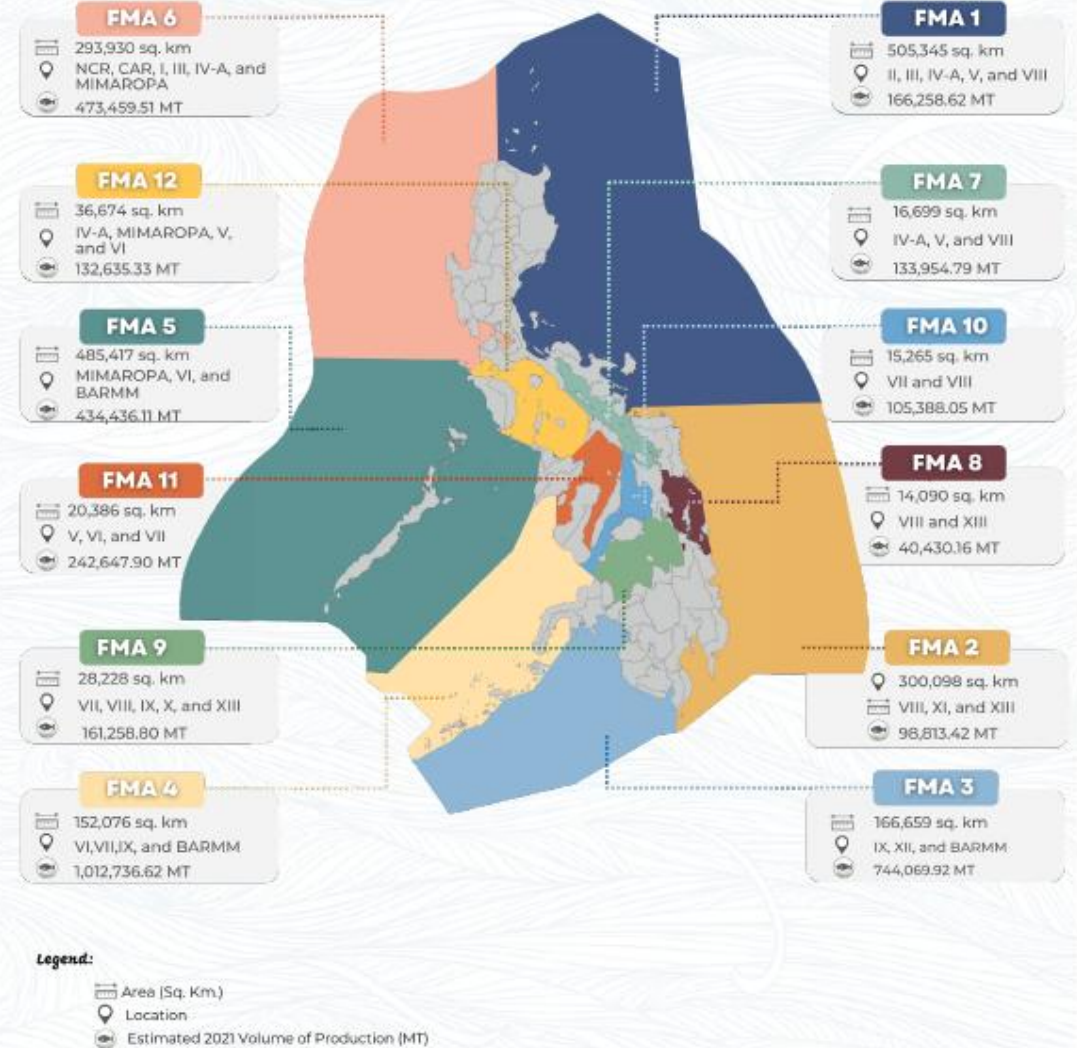 FMA 6
293,930 sq. km
NCR, CAR, I, III, IV-A, and
MIMAROPA
473,459.51 MT
FMA 12
36,674 sq. km
IV-A, MIMAROPA, V,
and VI
132,635.33 MT
FMA 5
485,417 sq. km
MIMAROPA, VI, and
BARMM
434,436.11 MT
FMA 11
20,386 sq. km
V, VI, and VII
242,647.90 MT
FMA 9
28,228 sq. km
VII, VIII, IX, X, and XIII
161,258.80 MT
FMA 4
152,076 sq. km
VI,VII,IX, and BARMM
1,012,736.62 MT
FMA 1
505,345 sq. km
II, III, IV-A, V, and VIII
166,258.62 MT
FMA 7
16,699 sq. km
IV-A, V, and VIII
133,954.79 MT
FMA 10
15,265 sq. km
VII and VIII
105,388.05 MT
FMA 8
14,090 sq. km
VIII and XIII
40,430.16 MT
FMA 2
300,098 sq. km
VIII, XI, and XIII
98,813.42 MT
FMA 3
166,659 sq. km
IX, XII, and BARMM
744,069.92 MT
Legend:
Area (Sq. Km.)
Location
Estimated 2021 Volume of Production (MT)